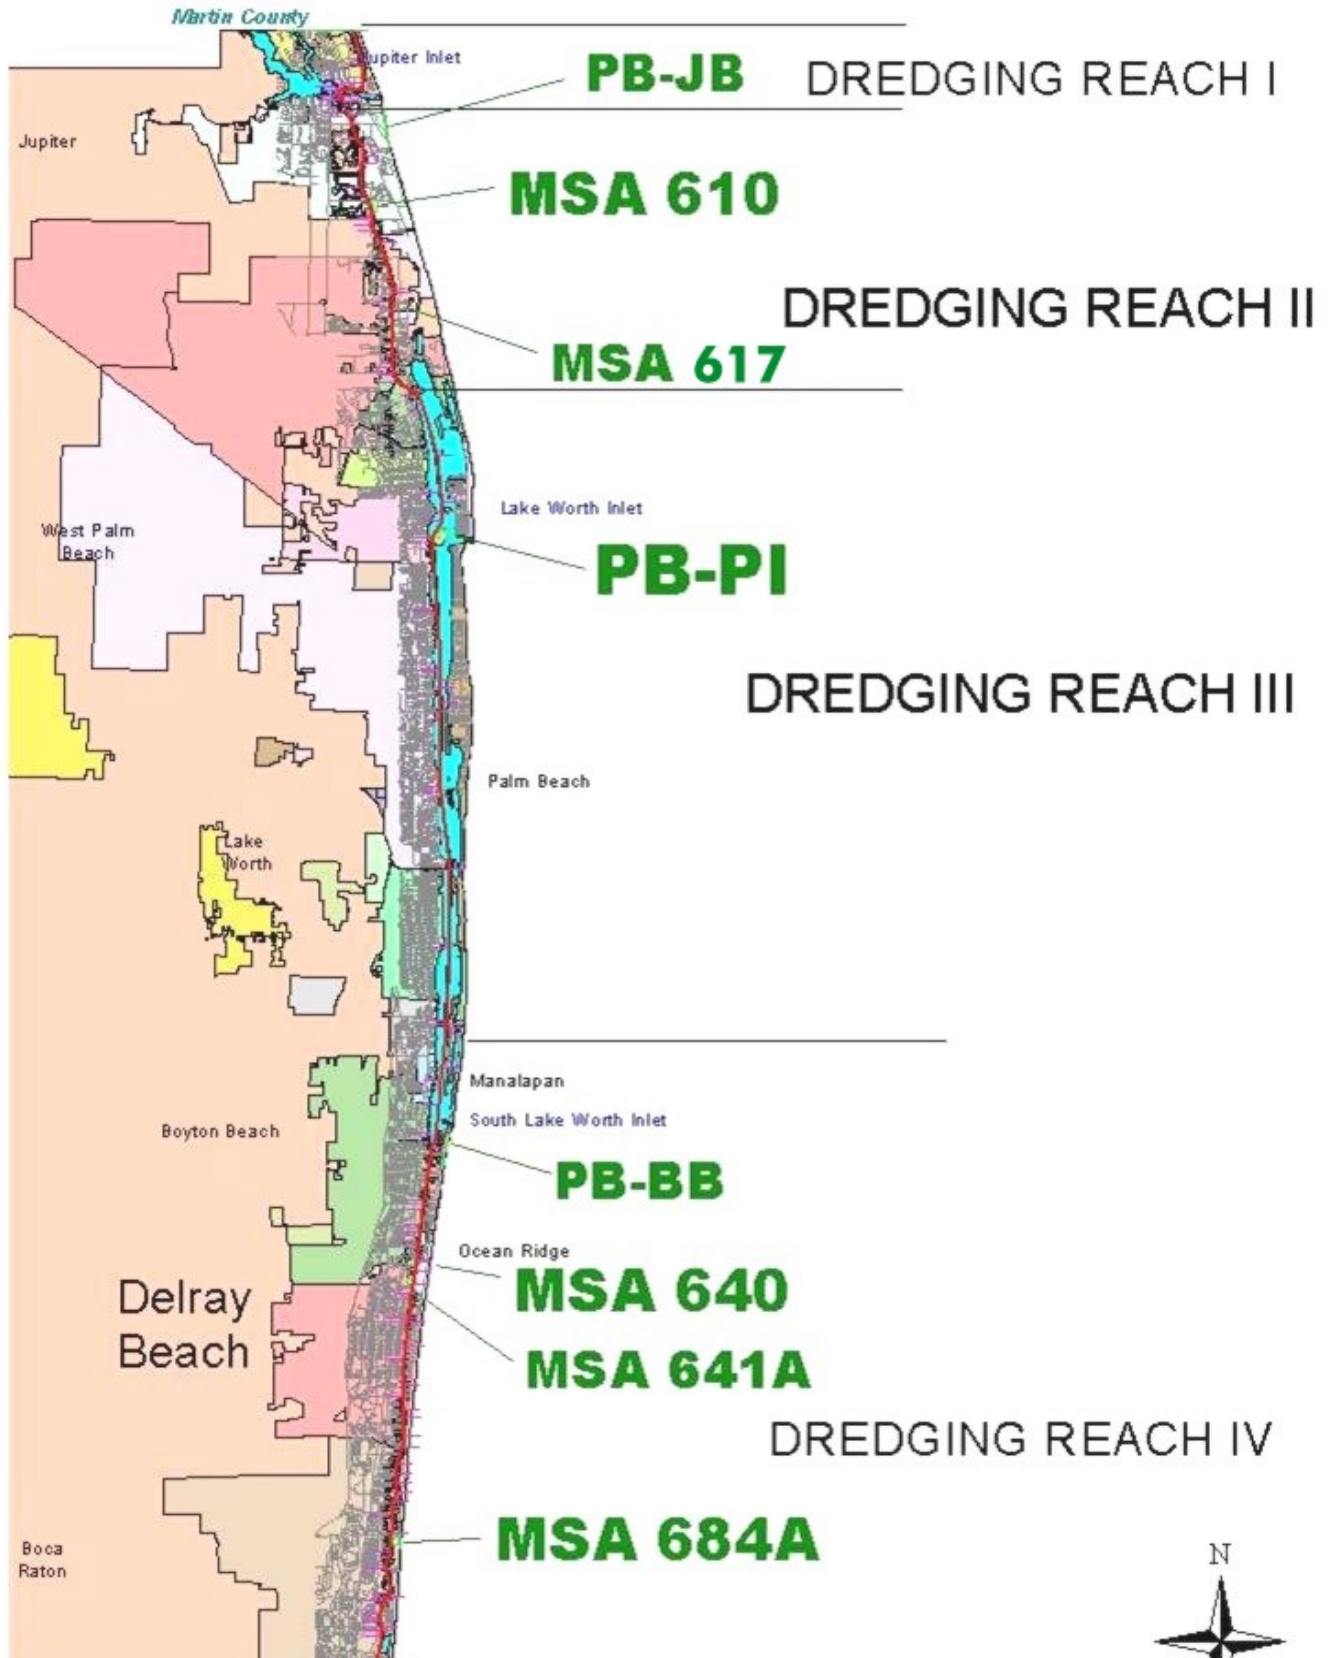 Martin County
Jupiter Inlet
PB-JB
DREDGING REACH I
Jupiter
MSA 610
DREDGING REACH II
MSA 617
Lake Worth Inlet
West Palm
Beach
PB-PI
DREDGING REACH III
Palm Beach
Lake
Worth
Manalapan
South Lake Worth Inlet
Boyton Beach
PB-BB
Ocean Ridge
MSA 640
Delray
Beach
MSA 641A
DREDGING REACH IV
MSA 684A
Boca
Raton
N